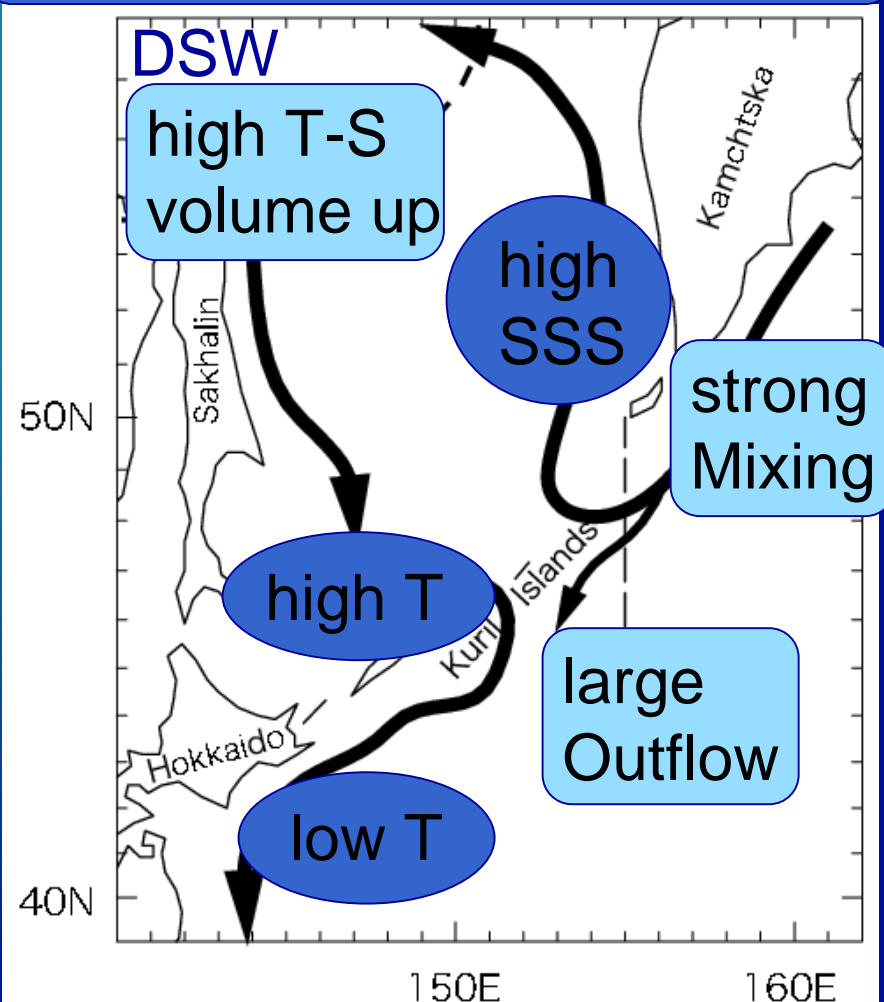 DSW
high T-S
volume up
Kamchtska
high
SSS
Sakhalin
strong
Mixing
50N
high T
Kuril Islands
large
Outflow
Hokkaido
low T
40N
150E
160E